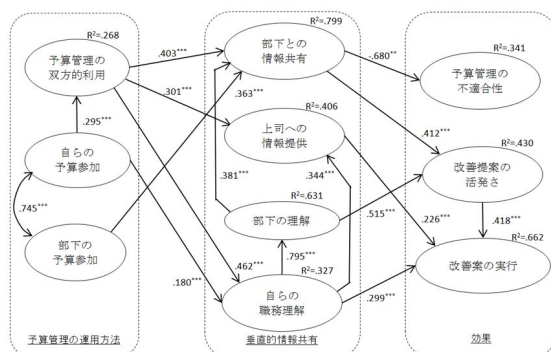 R²=.268
予算管理の
双方的利用
.295***
自らの
予算参加
.745***
部下の
予算参加
予算管理の運用方法
.403***
.301***
.363***
.462***
.180***
R²=.799
部下との
情報共有
R²=.406
上司への
情報提供
.381***
.344***
R²=.631
部下の理解
.795***
R²=.327
自らの
職務理解
垂直的情報共有
-.680**
.412***
.515***
.226***
.299***
R²=.341
予算管理の
不適合性
R²=.430
改善提案の
活発さ
.418***
R²=.662
改善案の実行
効果